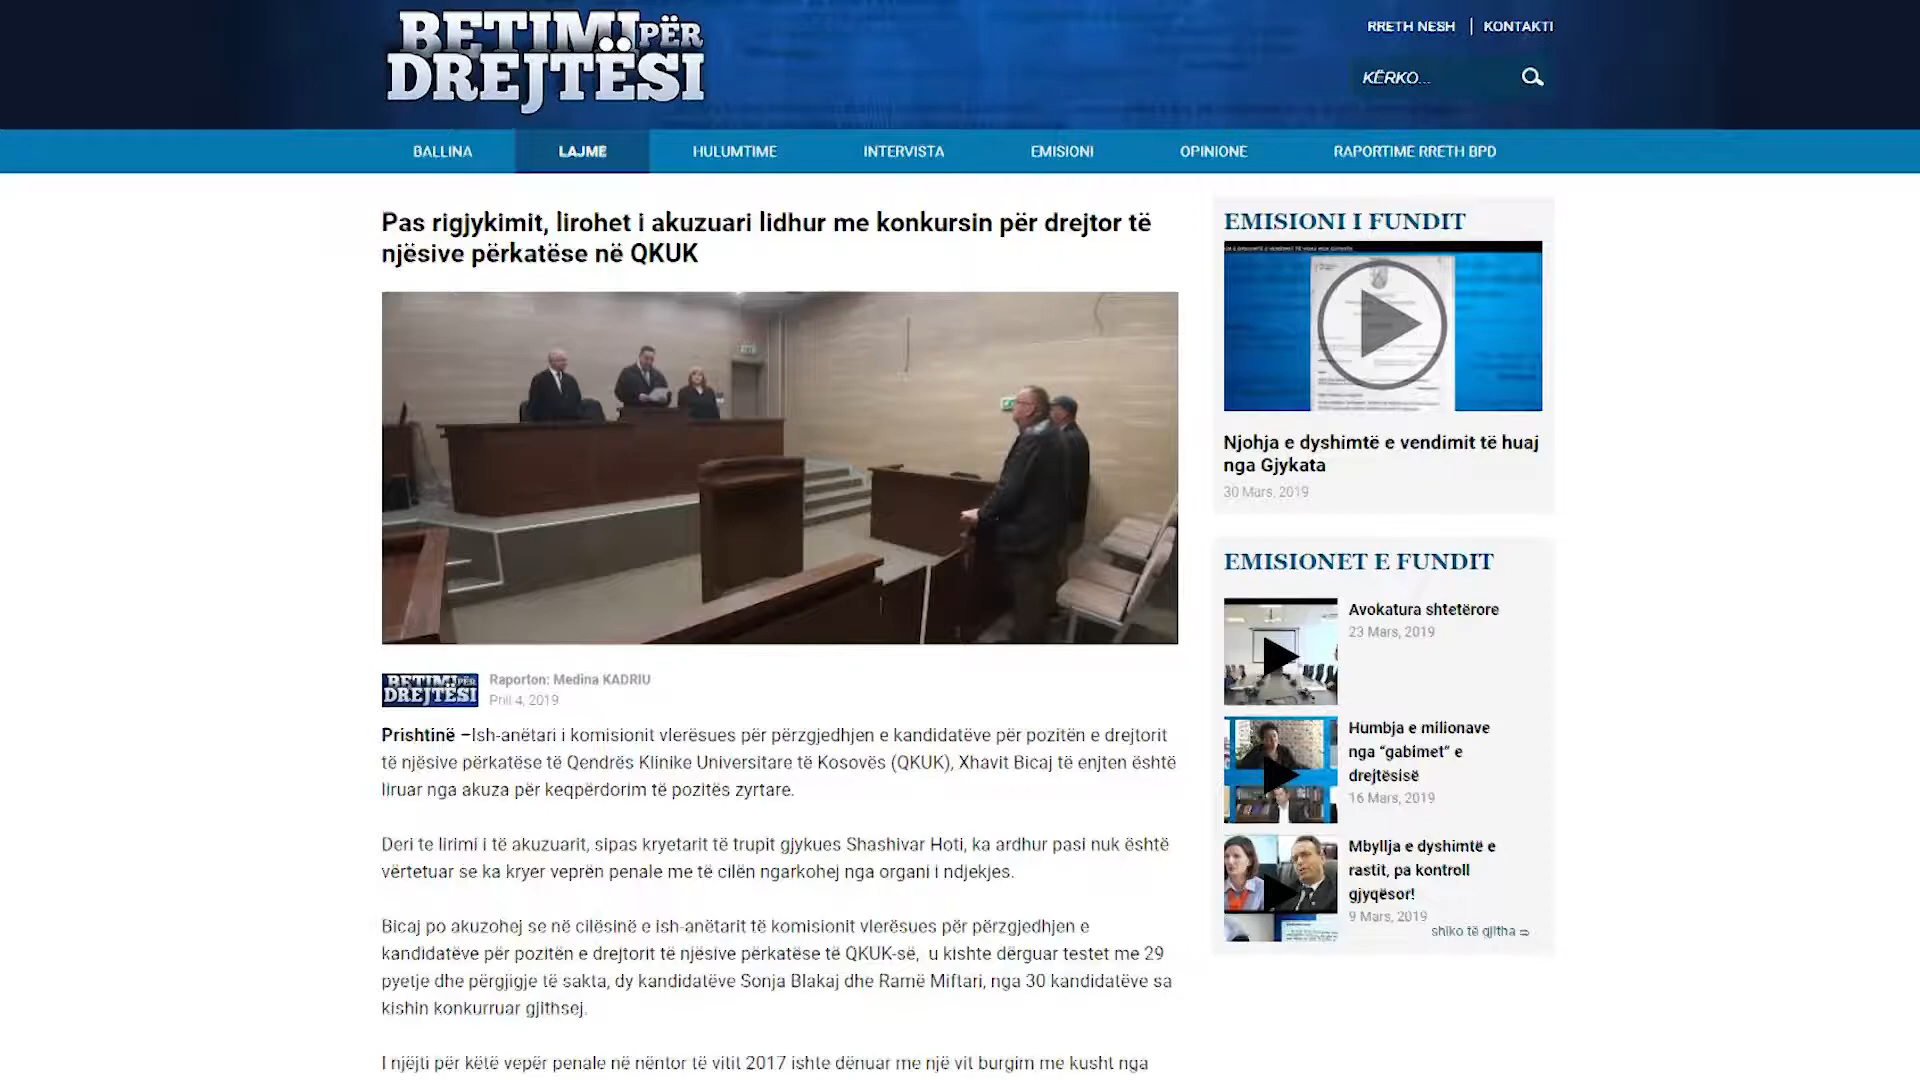 BETIMI PËR
DREJTËSI
RRETH NESH | KONTAKTI
KËRKO...
BALLINA LAJME HULUMTIME INTERVISTA EMISIONI OPINIONE RAPORTIME RRETH BPD
Pas rigjykimit, lirohet i akuzuari lidhur me konkursin për drejtor të
njësive përkatëse në QKUK
BETIMI PËR
DREJTËSI
Raporton: Medina KADRIU
Prill 4, 2019
Prishtinë –Ish-anëtari i komisionit vlerësues për përzgjedhjen e kandidatëve për pozitën e drejtorit
të njësive përkatëse të Qendrës Klinike Universitare të Kosovës (QKUK), Xhavit Bicaj të enjten është
liruar nga akuza për keqpërdorim të pozitës zyrtare.
Deri te lirimi i të akuzuarit, sipas kryetarit të trupit gjykues Shashivar Hoti, ka ardhur pasi nuk është
vërtetuar se ka kryer veprën penale me të cilën ngarkohej nga organi i ndjekjes.
Bicaj po akuzohej se në cilësinë e ish-anëtarit të komisionit vlerësues për përzgjedhjen e
kandidatëve për pozitën e drejtorit të njësive përkatëse të QKUK-së, u kishte dërguar testet me 29
pyetje dhe përgjigje të sakta, dy kandidatëve Sonja Blakaj dhe Ramë Miftari, nga 30 kandidatëve sa
kishin konkurruar gjithsej.
I njëjti për këtë vepër penale në nëntor të vitit 2017 ishte dënuar me një vit burgim me kusht nga
EMISIONI I FUNDIT
Njohja e dyshimtë e vendimit të huaj
nga Gjykata
30 Mars, 2019
EMISIONET E FUNDIT
Avokatura shtetërore
23 Mars, 2019
Humbja e milionave
nga “gabimet” e
drejtësisë
16 Mars, 2019
Mbyllja e dyshimtë e
rastit, pa kontroll
gjyqësor!
9 Mars, 2019
shiko të gjitha ⇨